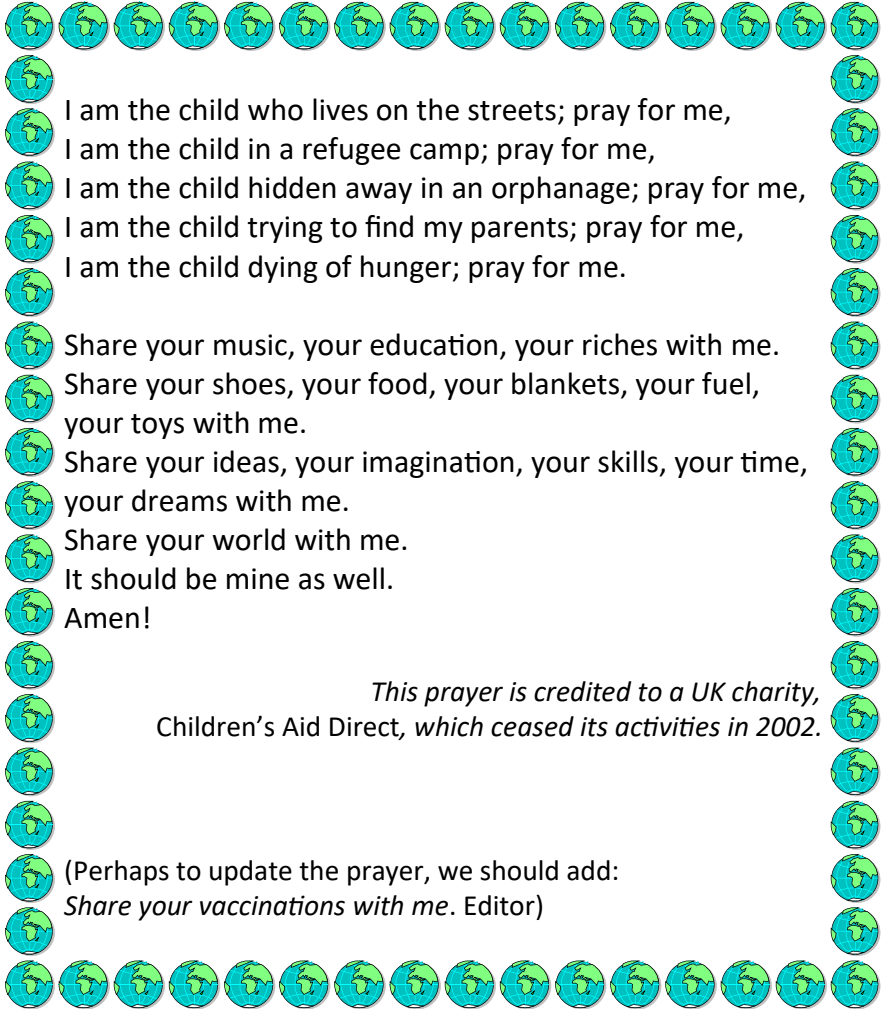 I am the child who lives on the streets; pray for me,
I am the child in a refugee camp; pray for me,
I am the child hidden away in an orphanage; pray for me,
I am the child trying to find my parents; pray for me,
I am the child dying of hunger; pray for me.
Share your music, your education, your riches with me.
Share your shoes, your food, your blankets, your fuel,
your toys with me.
Share your ideas, your imagination, your skills, your time,
your dreams with me.
Share your world with me.
It should be mine as well.
Amen!
This prayer is credited to a UK charity,
Children’s Aid Direct, which ceased its activities in 2002.
(Perhaps to update the prayer, we should add:
Share your vaccinations with me. Editor)